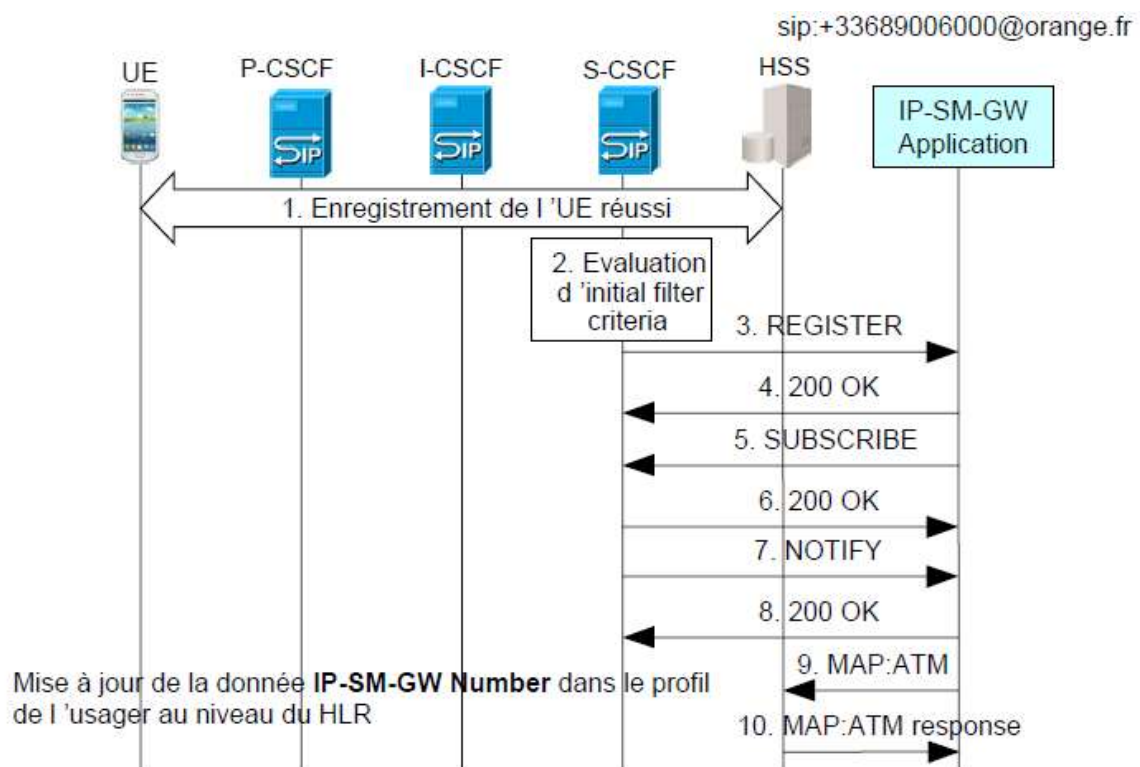 sip:+33689006000@orange.fr
UE
P-CSCF
I-CSCF
S-CSCF
HSS
IP-SM-GW
Application
SIP
SIP
SIP
1. Enregistrement de l ’UE réussi
2. Evaluation
d ’initial filter
criteria
3. REGISTER
4. 200 OK
5. SUBSCRIBE
6. 200 OK
7. NOTIFY
8. 200 OK
9. MAP:ATM
Mise à jour de la donnée IP-SM-GW Number dans le profil
de l ’usager au niveau du HLR
10. MAP:ATM response